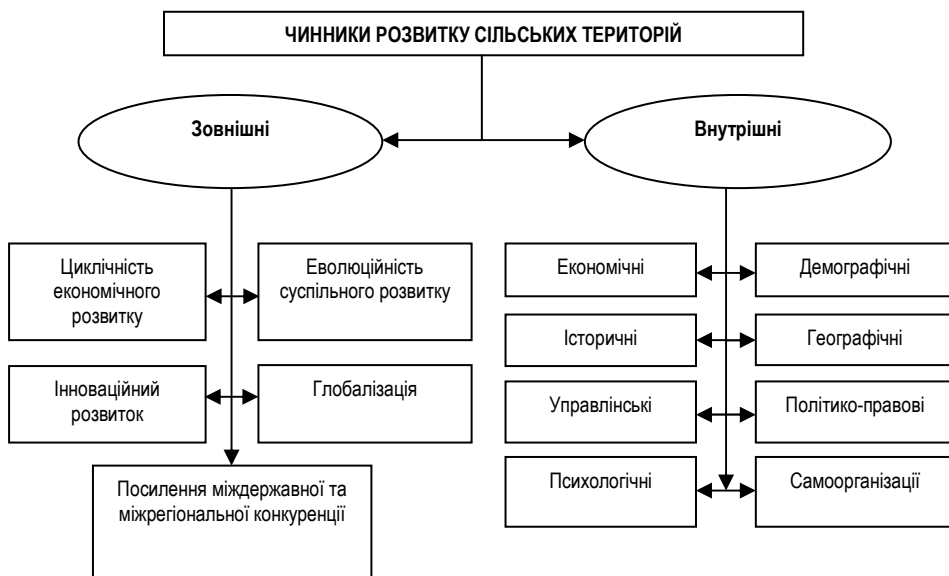 ЧИННИКИ РОЗВИТКУ СІЛЬСЬКИХ ТЕРИТОРІЙ
Зовнішні
Внутрішні
Циклічність
економічного
розвитку
Еволюційність
суспільного розвитку
Інноваційний
розвиток
Глобалізація
Посилення міждержавної та
міжрегіональної конкуренції
Економічні
Демографічні
Історичні
Географічні
Управлінські
Політико-правові
Психологічні
Самоорганізації